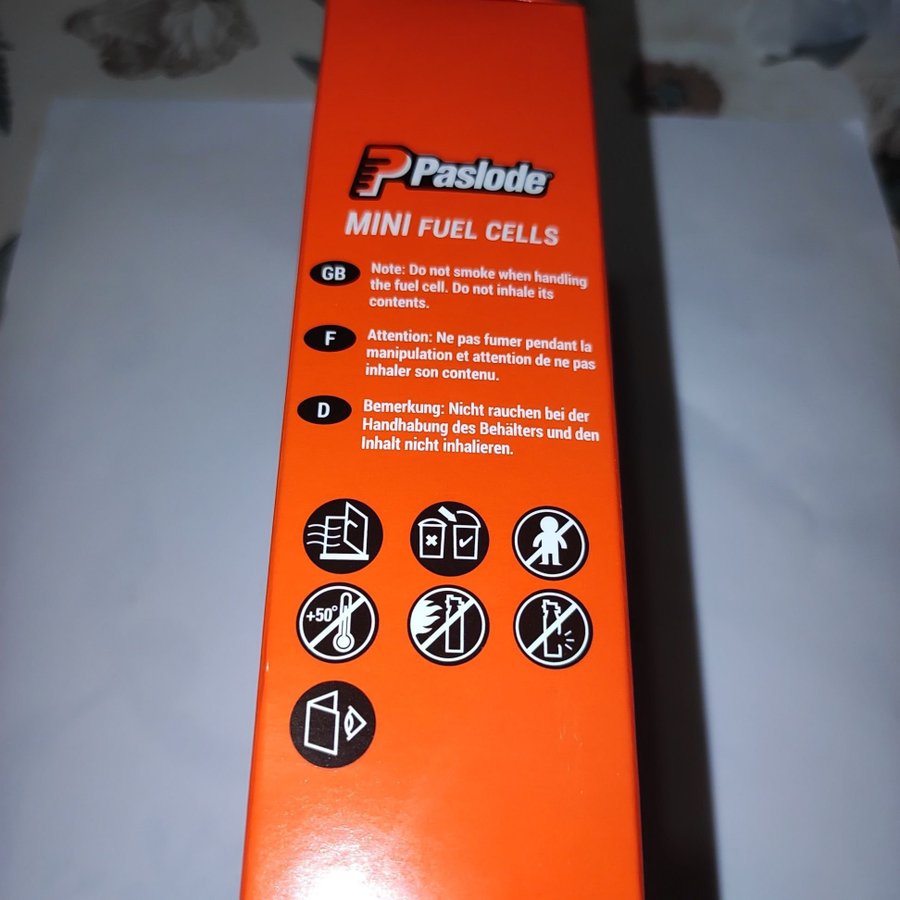 Paslode
MINI FUEL CELLS
GB
Note: Do not smoke when handling
the fuel cell. Do not inhale its
contents.
F
Attention: Ne pas fumer pendant la
manipulation et attention de ne pas
inhaler son contenu.
D
Bemerkung: Nicht rauchen bei der
Handhabung des Behälters und den
Inhalt nicht inhalieren.
+50°